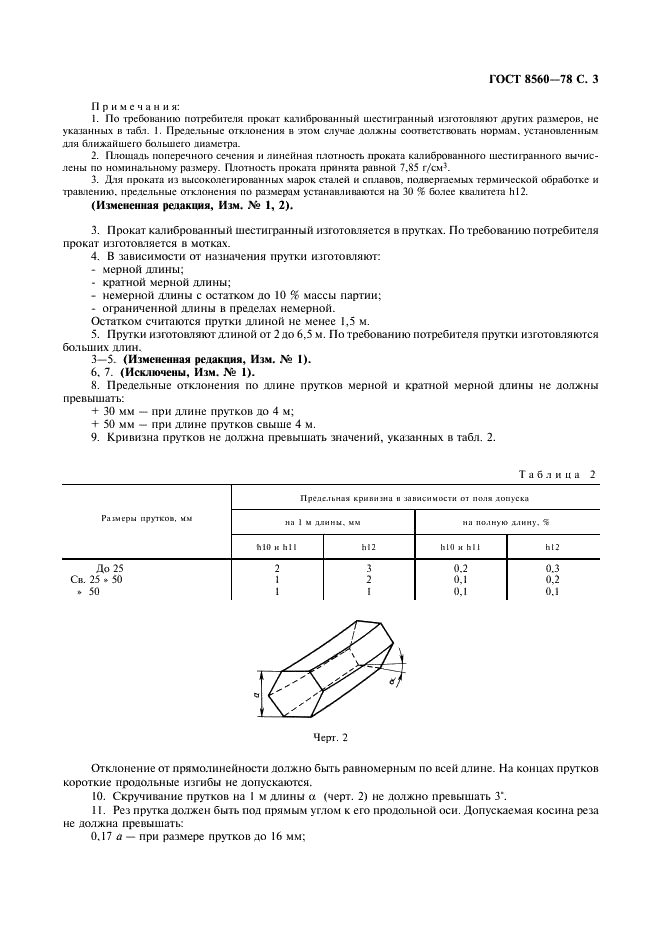 ГОСТ 8560—78 С. 3
Примечания:
1. По требованию потребителя прокат калиброванный шестигранный изготовляют других размеров, не
указанных в табл. 1. Предельные отклонения в этом случае должны соответствовать нормам, установленным
для ближайшего большего диаметра.
2. Площадь поперечного сечения и линейная плотность проката калиброванного шестигранного вычис-
лены по номинальному размеру. Плотность проката принята равной 7,85 г/см³.
3. Для проката из высоколегированных марок сталей и сплавов, подвергаемых термической обработке и
травлению, предельные отклонения по размерам устанавливаются на 30 % более квалитета h12.
(Измененная редакция, Изм. № 1, 2).
3. Прокат калиброванный шестигранный изготовляется в прутках. По требованию потребителя
прокат изготовляется в мотках.
4. В зависимости от назначения прутки изготовляют:
- мерной длины;
- кратной мерной длины;
- немерной длины с остатком до 10 % массы партии;
- ограниченной длины в пределах немерной.
Остатком считаются прутки длиной не менее 1,5 м.
5. Прутки изготовляют длиной от 2 до 6,5 м. По требованию потребителя прутки изготовляются
больших длин.
3—5. (Измененная редакция, Изм. № 1).
6, 7. (Исключены, Изм. № 1).
8. Предельные отклонения по длине прутков мерной и кратной мерной длины не должны
превышать:
+ 30 мм — при длине прутков до 4 м;
+ 50 мм — при длине прутков свыше 4 м.
9. Кривизна прутков не должна превышать значений, указанных в табл. 2.
Таблица 2
Размеры прутков, мм
Предельная кривизна в зависимости от поля допуска
на 1 м длины, мм на полную длину, %
h10 и h11 h12 h10 и h11 h12
До 25 2 3 0,2 0,3
Св. 25 » 50 1 2 0,1 0,2
» 50 1 1 0,1 0,1
a
α
Черт. 2
Отклонение от прямолинейности должно быть равномерным по всей длине. На концах прутков
короткие продольные изгибы не допускаются.
10. Скручивание прутков на 1 м длины α (черт. 2) не должно превышать 3°.
11. Рез прутка должен быть под прямым углом к его продольной оси. Допускаемая косина реза
не должна превышать:
0,17 a — при размере прутков до 16 мм;